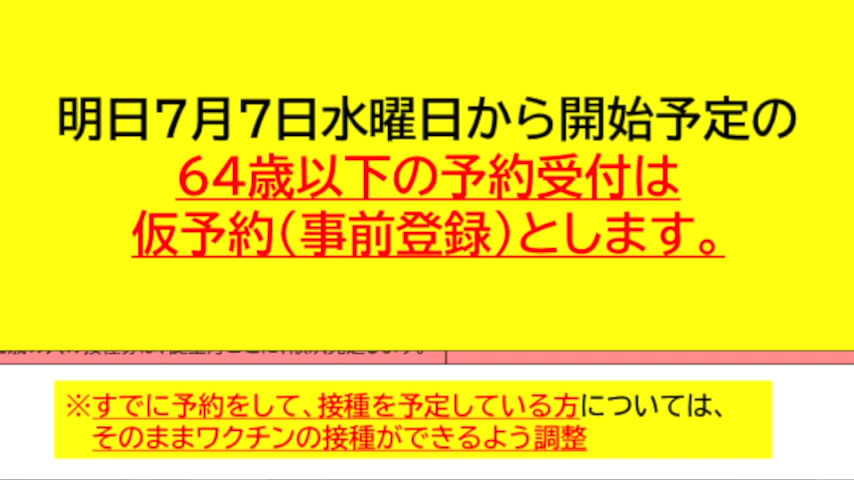 明日7月7日水曜日から開始予定の
64歳以下の予約受付は
仮予約(事前登録)とします。
※すでに予約をして、接種を予定している方については、
そのままワクチンの接種ができるよう調整